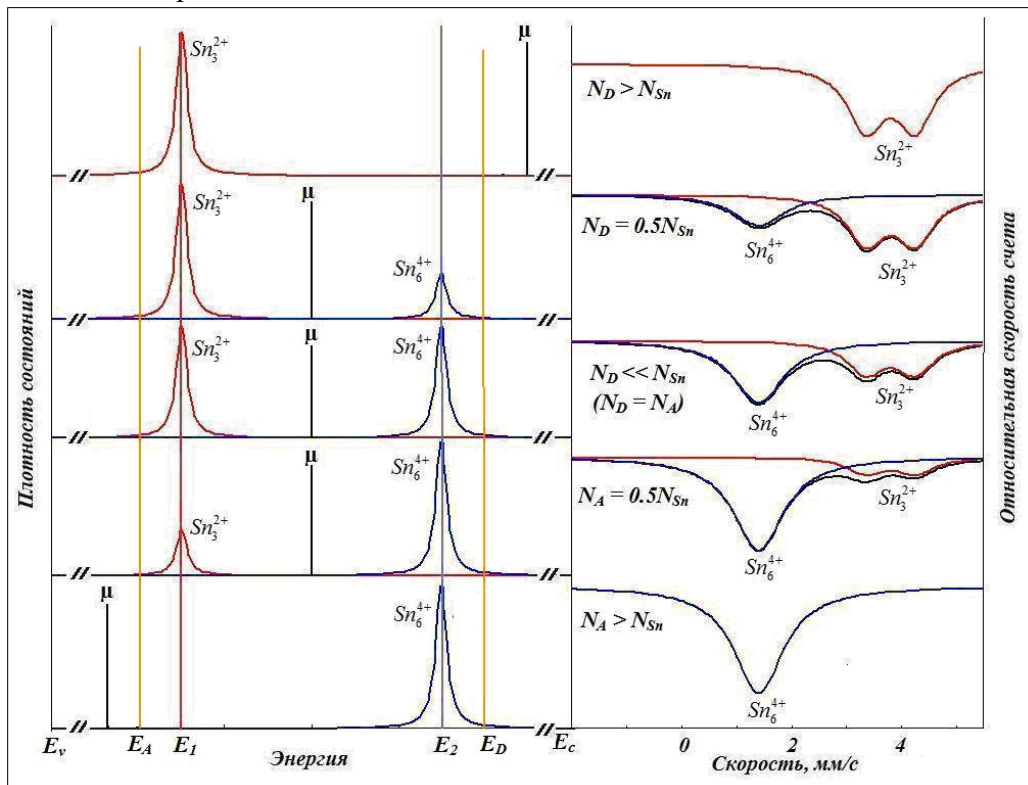 Sn₃²⁺
μ
Sn₃²⁺
μ
Sn₆⁴⁺
Sn₃²⁺
μ
Sn₆⁴⁺
Sn₃²⁺
μ
Sn₆⁴⁺
μ
Sn₆⁴⁺
Плотность состояний
E_v
E_A
E_1
E_2
E_D
E_c
Энергия
N_D > N_Sn
Sn₃²⁺
N_D = 0.5N_Sn
Sn₆⁴⁺
Sn₃²⁺
N_D << N_Sn
(N_D = N_A)
Sn₆⁴⁺
Sn₃²⁺
N_A = 0.5N_Sn
Sn₆⁴⁺
Sn₃²⁺
N_A > N_Sn
Sn₆⁴⁺
0 2 4
Скорость, мм/с
Относительная скорость счета